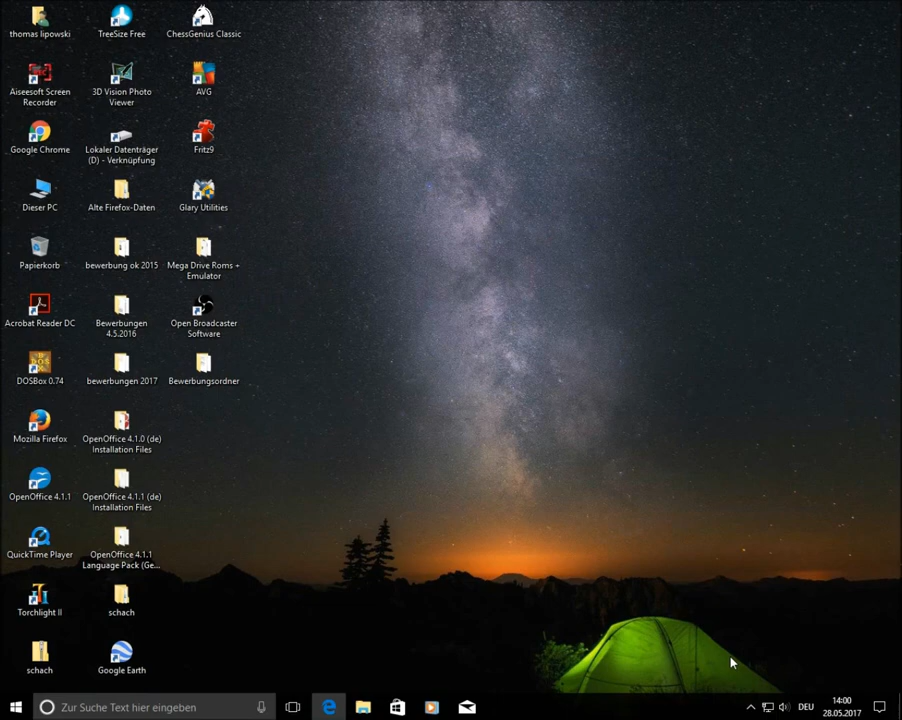 thomas lipowski
TreeSize Free
ChessGenius Classic
Aiseesoft Screen
Recorder
3D Vision Photo
Viewer
AVG
Google Chrome
Lokaler Datenträger
(D) - Verknüpfung
Fritz9
Dieser PC
Alte Firefox-Daten
Glary Utilities
Papierkorb
bewerbung ok 2015
Mega Drive Roms +
Emulator
Acrobat Reader DC
Bewerbungen
4.5.2016
Open Broadcaster
Software
DOSBox 0.74
bewerbungen 2017
Bewerbungsordner
Mozilla Firefox
OpenOffice 4.1.0 (de)
Installation Files
OpenOffice 4.1.1
OpenOffice 4.1.1 (de)
Installation Files
QuickTime Player
OpenOffice 4.1.1
Language Pack (Ge...
Torchlight II
schach
schach
Google Earth
Zur Suche Text hier eingeben
DEU
14:00
28.05.2017